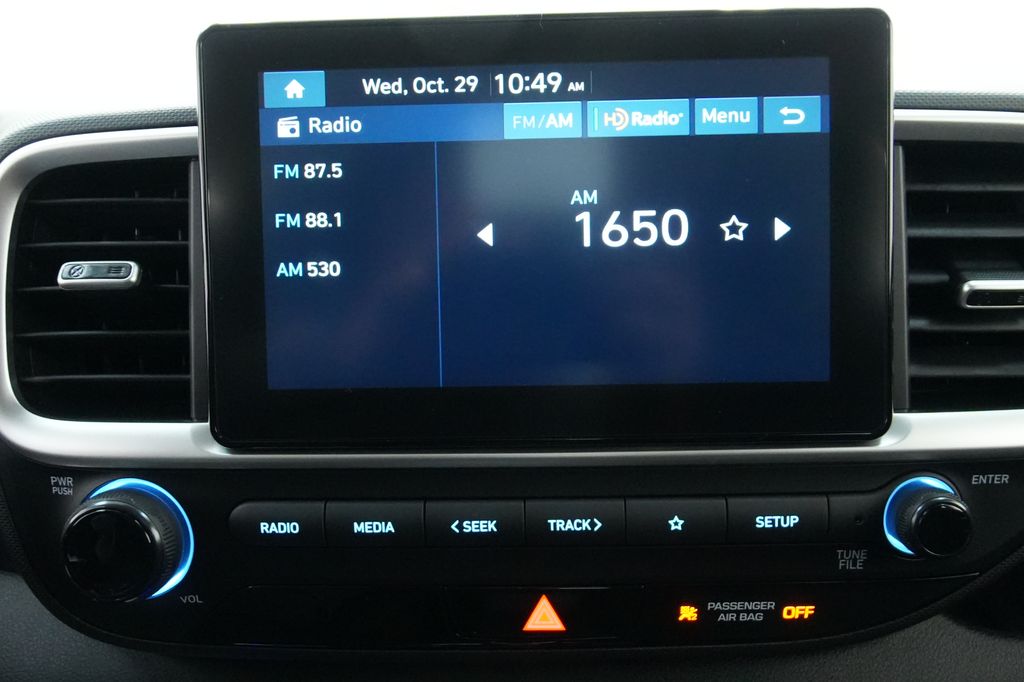 Wed, Oct. 29 10:49 AM
Radio FM/AM HD Radio Menu
FM 87.5
FM 88.1
AM 530
AM
1650
PWR
PUSH
VOL
RADIO MEDIA < SEEK TRACK > SETUP
ENTER
TUNE
FILE
PASSENGER
AIR BAG
OFF